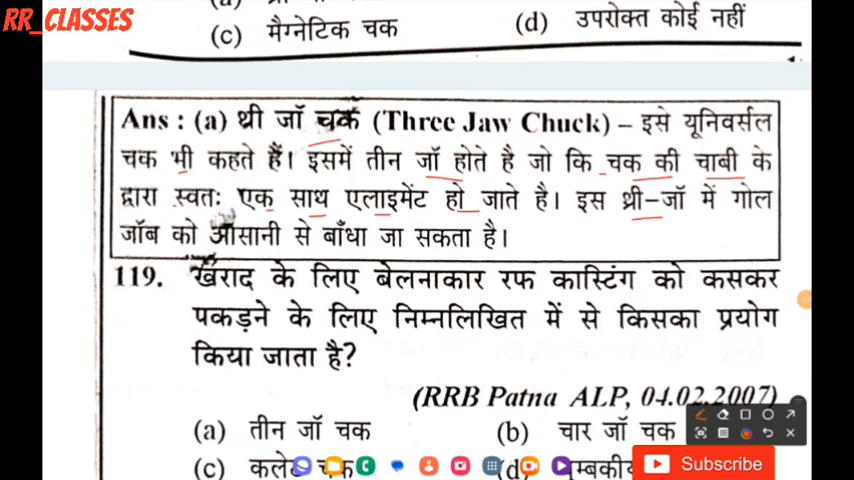 RR_CLASSES
(c) मैग्नेटिक चक (d) उपरोक्त कोई नहीं
Ans : (a) थ्री जॉ चक (Three Jaw Chuck) – इसे यूनिवर्सल
चक भी कहते हैं। इसमें तीन जॉ होते है जो कि चक की चाबी के
द्वारा स्वतः एक साथ एलाइमेंट हो जाते है। इस थ्री–जॉ में गोल
जॉब को आसानी से बाँधा जा सकता है।
119. खराद के लिए बेलनाकार रफ कास्टिंग को कसकर
पकड़ने के लिए निम्नलिखित में से किसका प्रयोग
किया जाता है?
(RRB Patna ALP, 04.02.2007)
(a) तीन जॉ चक (b) चार जॉ चक
(c) चक (d)
Subscribe